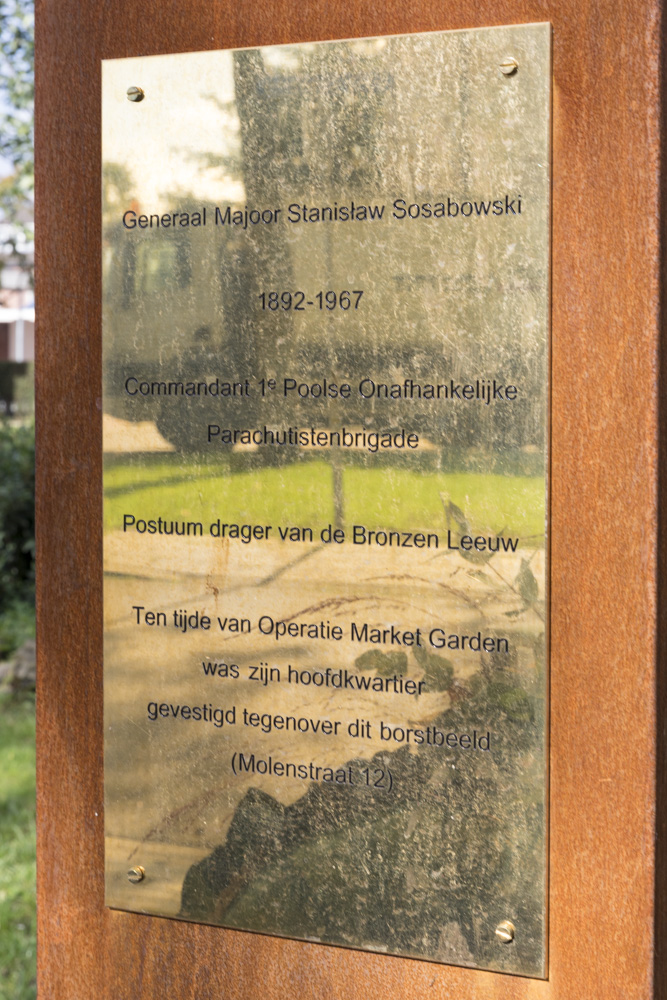 Generaal Majoor Stanisław Sosabowski
1892-1967
Commandant 1e Poolse Onafhankelijke
Parachutistenbrigade
Postuum drager van de Bronzen Leeuw
Ten tijde van Operatie Market Garden
was zijn hoofdkwartier
gevestigd tegenover dit borstbeeld
(Molenstraat 12)